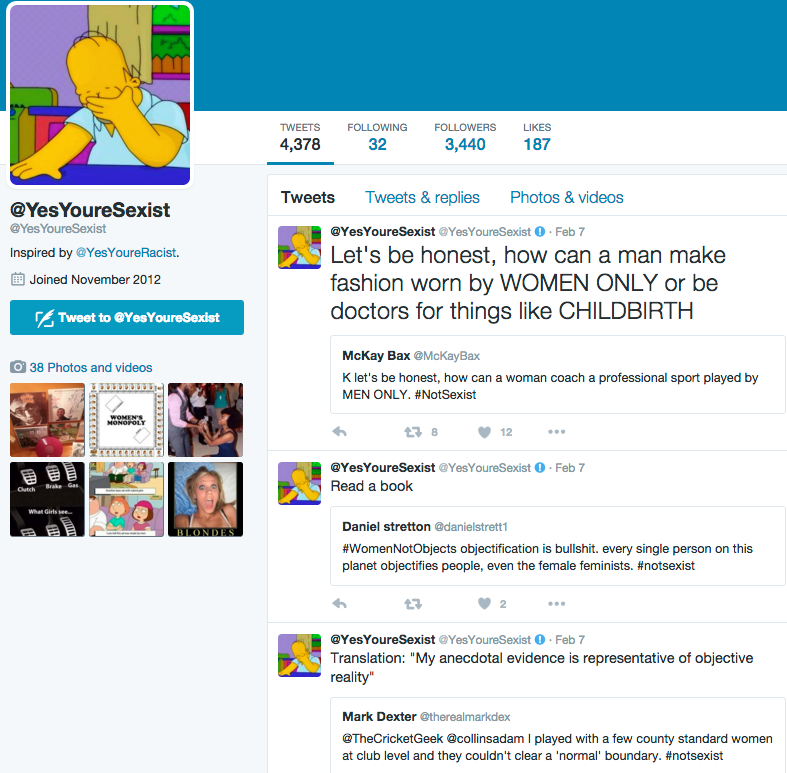 TWEETS
4,378
FOLLOWING
32
FOLLOWERS
3,440
LIKES
187
@YesYoureSexist
@YesYoureSexist
Inspired by @YesYoureRacist.
Joined November 2012
Tweet to @YesYoureSexist
38 Photos and videos
WOMEN'S
MONOPOLY
Clutch
Brake
Gas
What Girls see...
BLONDES
Tweets
Tweets & replies
Photos & videos
@YesYoureSexist @YesYoureSexist · Feb 7
Let's be honest, how can a man make
fashion worn by WOMEN ONLY or be
doctors for things like CHILDBIRTH
McKay Bax @McKayBax
K let's be honest, how can a woman coach a professional sport played by
MEN ONLY. #NotSexist
8
12
@YesYoureSexist @YesYoureSexist · Feb 7
Read a book
Daniel stretton @danielstrett1
#WomenNotObjects objectification is bullshit. every single person on this
planet objectifies people, even the female feminists. #notsexist
2
@YesYoureSexist @YesYoureSexist · Feb 7
Translation: "My anecdotal evidence is representative of objective
reality"
Mark Dexter @therealmarkdex
@TheCricketGeek @collinsadam I played with a few county standard women
at club level and they couldn't clear a 'normal' boundary. #notsexist